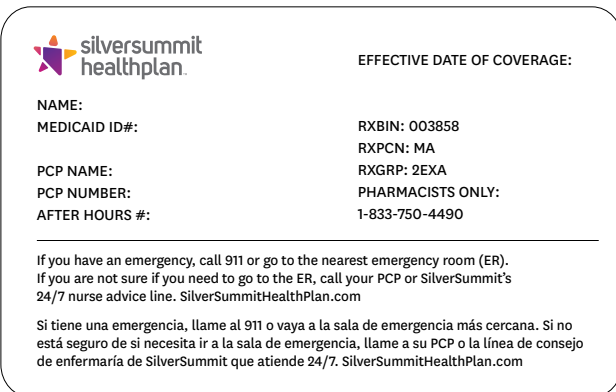 silversummit
healthplan.
EFFECTIVE DATE OF COVERAGE:
NAME:
MEDICAID ID#:
RXBIN: 003858
RXPCN: MA
PCP NAME:
RXGRP: 2EXA
PCP NUMBER:
PHARMACISTS ONLY:
AFTER HOURS #:
1-833-750-4490
If you have an emergency, call 911 or go to the nearest emergency room (ER).
If you are not sure if you need to go to the ER, call your PCP or SilverSummit’s
24/7 nurse advice line. SilverSummitHealthPlan.com
Si tiene una emergencia, llame al 911 o vaya a la sala de emergencia más cercana. Si no
está seguro de si necesita ir a la sala de emergencia, llame a su PCP o la línea de consejo
de enfermaría de SilverSummit que atiende 24/7. SilverSummitHealthPlan.com